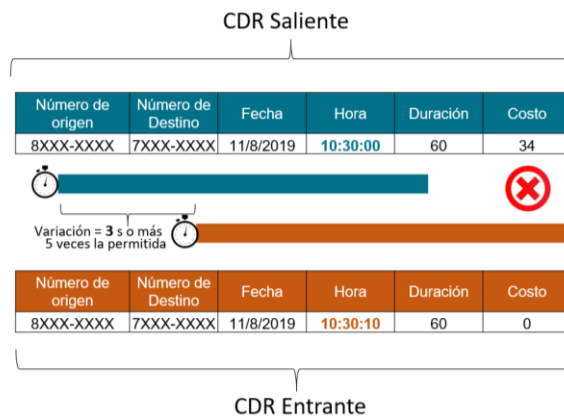 CDR Saliente
Número de origen Número de Destino Fecha Hora Duración Costo
8XXX-XXXX 7XXX-XXXX 11/8/2019 10:30:00 60 34
Variación = 3 s o más
5 veces la permitida
Número de origen Número de Destino Fecha Hora Duración Costo
8XXX-XXXX 7XXX-XXXX 11/8/2019 10:30:10 60 0
CDR Entrante